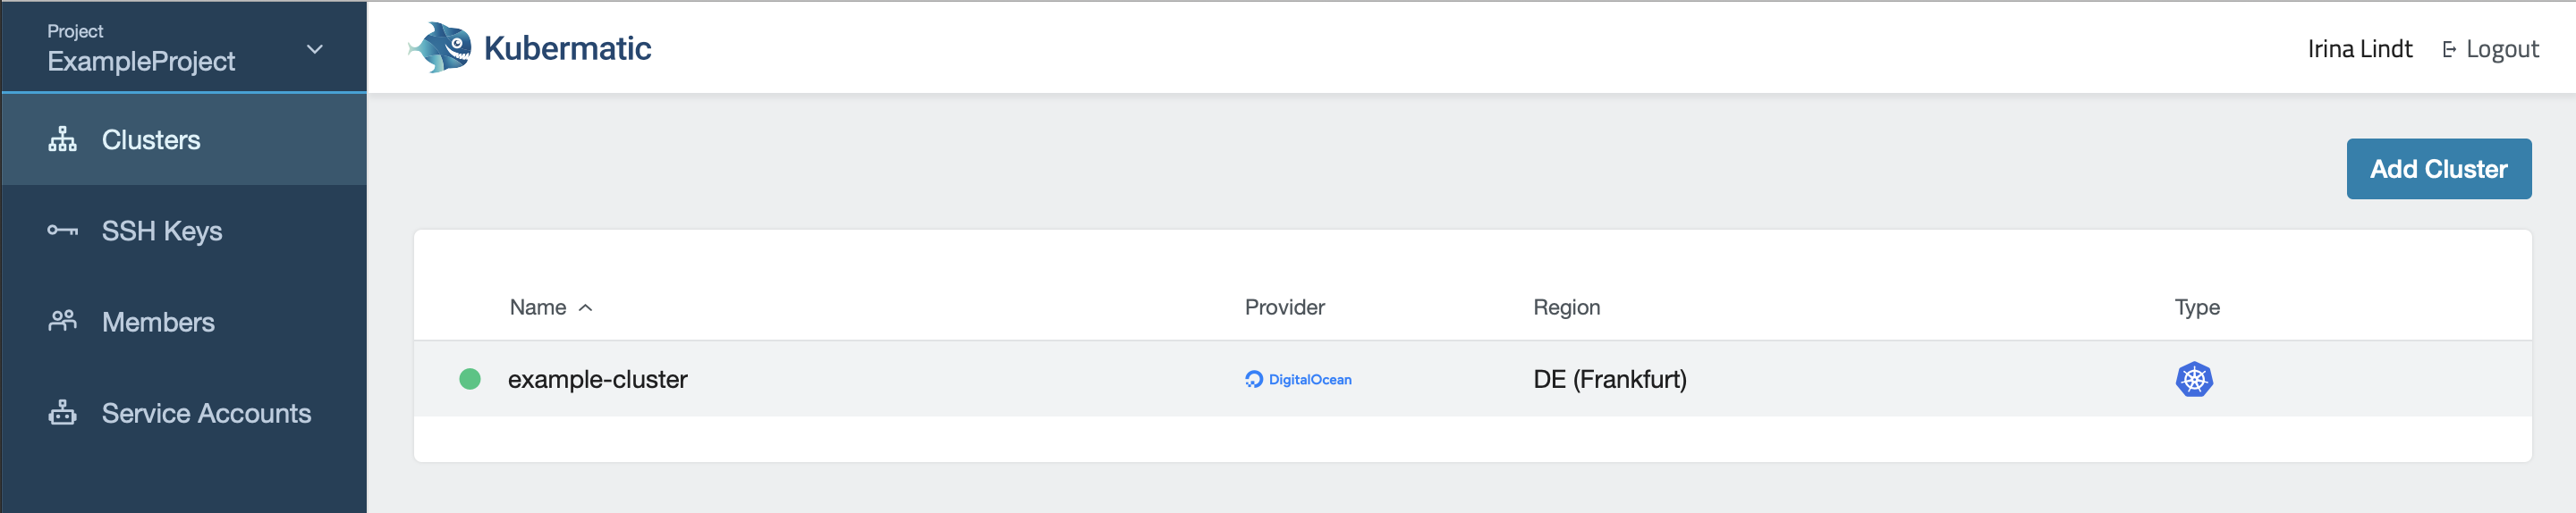 Project
ExampleProject
Kubermatic
Irina Lindt Logout
Clusters
SSH Keys
Members
Service Accounts
Add Cluster
Name Provider Region Type
example-cluster DigitalOcean DE (Frankfurt)